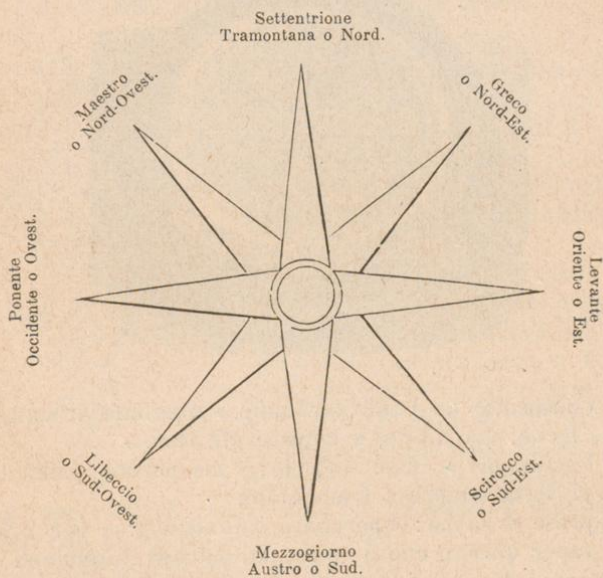 Settentrione
Tramontana o Nord.
Maestro
o Nord-Ovest.
Greco
o Nord-Est.
Ponente
Occidente o Ovest.
Levante
Oriente o Est.
Libeccio
o Sud-Ovest.
Scirocco
o Sud-Est.
Mezzogiorno
Austro o Sud.